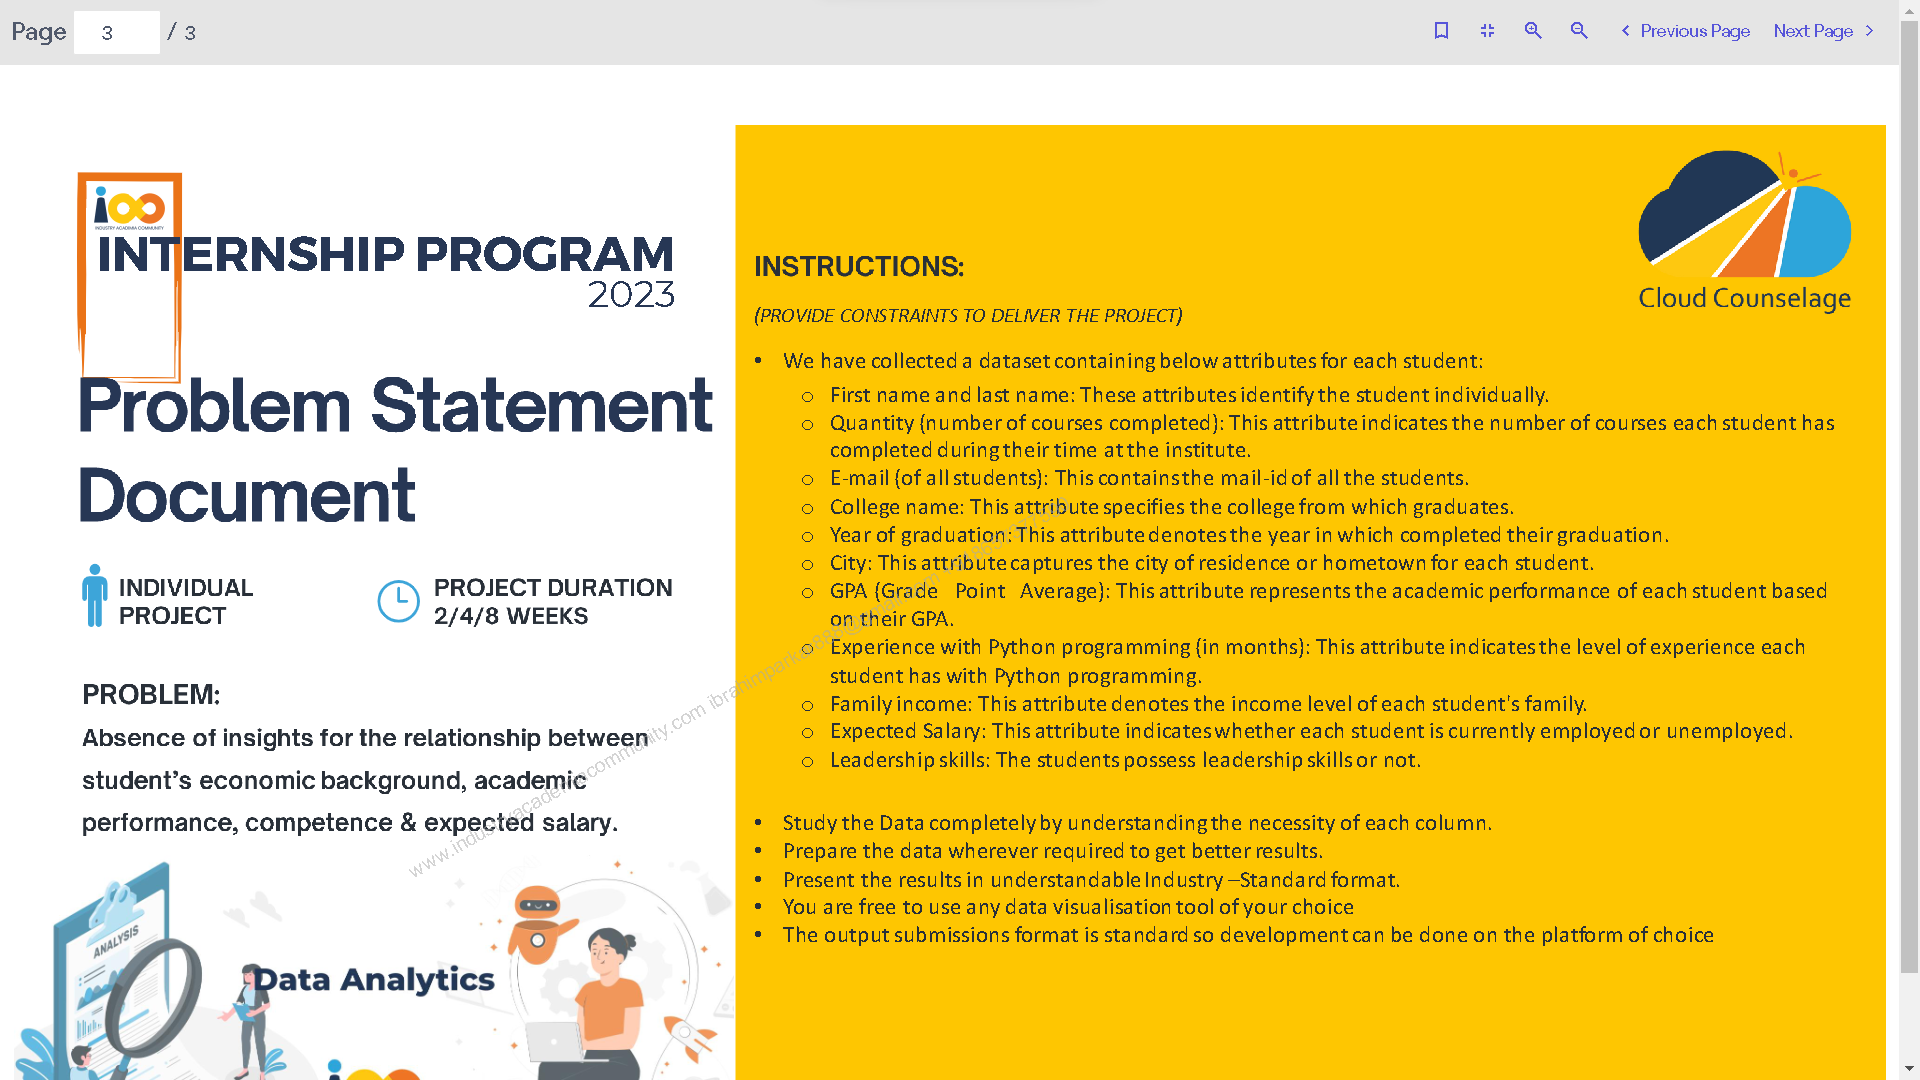 Page 3 / 3
Previous Page Next Page
INDUSTRY ACADEMIA COMMUNITY
INTERNSHIP PROGRAM
2023
Problem Statement
Document
INDIVIDUAL
PROJECT
PROJECT DURATION
2/4/8 WEEKS
PROBLEM:
Absence of insights for the relationship between
student’s economic background, academic
performance, competence & expected salary.
ANALYSIS
Data Analytics
Cloud Counselage
INSTRUCTIONS:
(PROVIDE CONSTRAINTS TO DELIVER THE PROJECT)
• We have collected a dataset containing below attributes for each student:
o First name and last name: These attributes identify the student individually.
o Quantity (number of courses completed): This attribute indicates the number of courses each student has
completed during their time at the institute.
o E-mail (of all students): This contains the mail-id of all the students.
o College name: This attribute specifies the college from which graduates.
o Year of graduation: This attribute denotes the year in which completed their graduation.
o City: This attribute captures the city of residence or hometown for each student.
o GPA (Grade Point Average): This attribute represents the academic performance of each student based
on their GPA.
o Experience with Python programming (in months): This attribute indicates the level of experience each
student has with Python programming.
o Family income: This attribute denotes the income level of each student's family.
o Expected Salary: This attribute indicates whether each student is currently employed or unemployed.
o Leadership skills: The students possess leadership skills or not.
• Study the Data completely by understanding the necessity of each column.
• Prepare the data wherever required to get better results.
• Present the results in understandable Industry –Standard format.
• You are free to use any data visualisation tool of your choice
• The output submissions format is standard so development can be done on the platform of choice
www.industryacademiacommunity.com